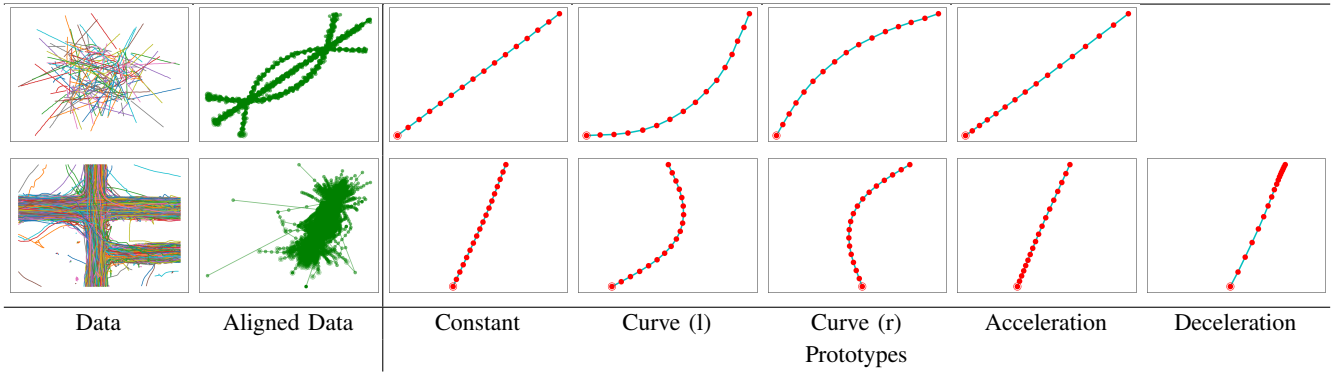 Data Aligned Data Constant Curve (l) Curve (r) Acceleration Deceleration
Prototypes